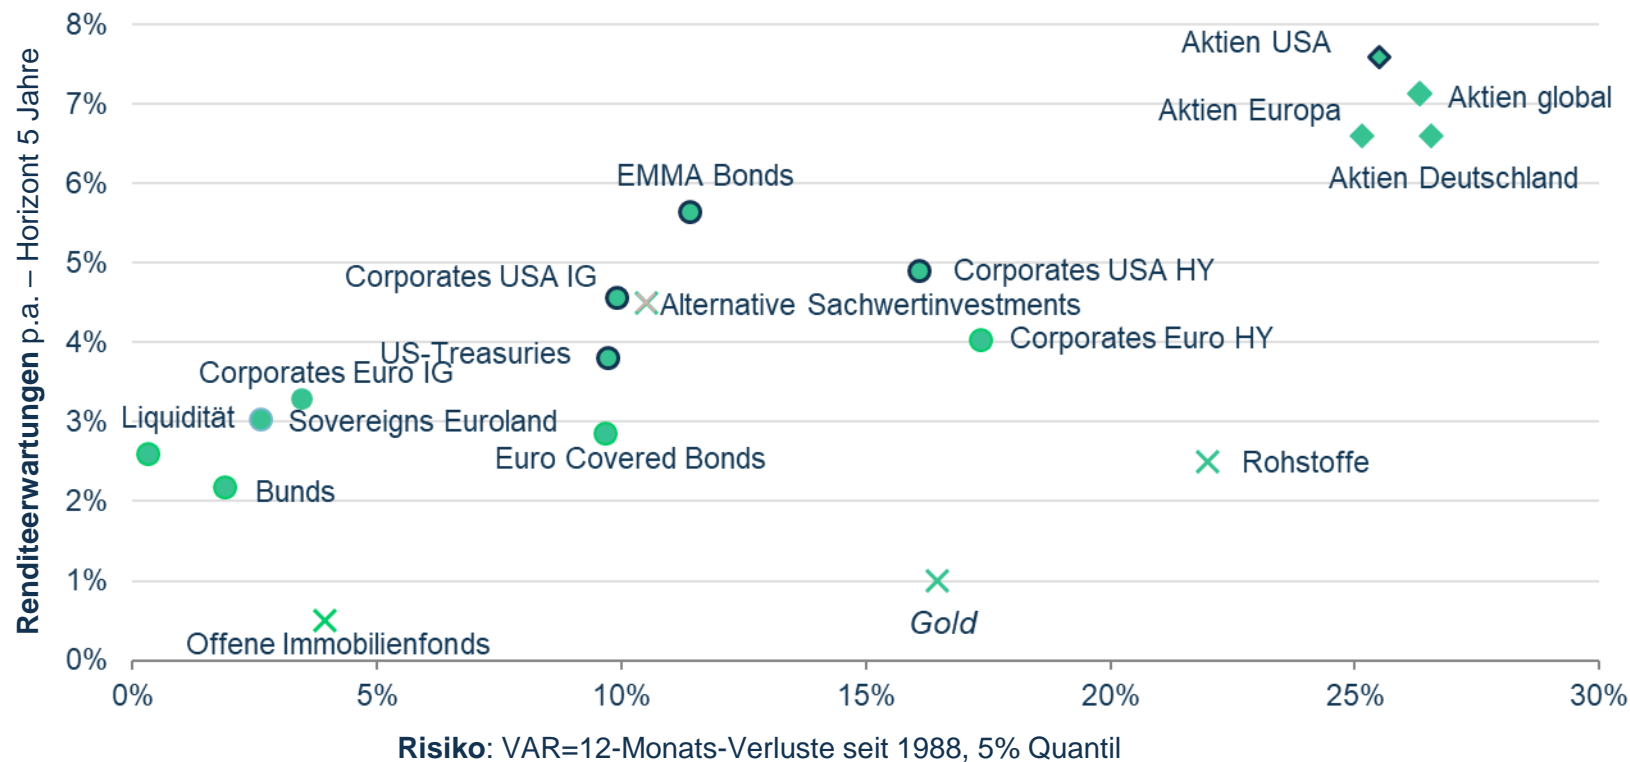 8%
7%
6%
5%
4%
3%
2%
1%
0%
Renditeerwartungen p.a. – Horizont 5 Jahre
Aktien USA
Aktien global
Aktien Europa
Aktien Deutschland
EMMA Bonds
Corporates USA IG
Corporates USA HY
Alternative Sachwertinvestments
Corporates Euro HY
US-Treasuries
Corporates Euro IG
Liquidität
Sovereigns Euroland
Euro Covered Bonds
Rohstoffe
Bunds
Gold
Offene Immobilienfonds
0%
5%
10%
15%
20%
25%
30%
Risiko: VAR=12-Monats-Verluste seit 1988, 5% Quantil